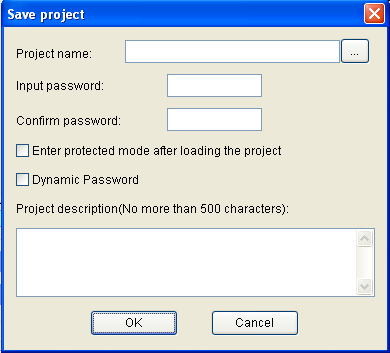 Save project
Project name:
...
Input password:
Confirm password:
Enter protected mode after loading the project
Dynamic Password
Project description(No more than 500 characters):
OK Cancel